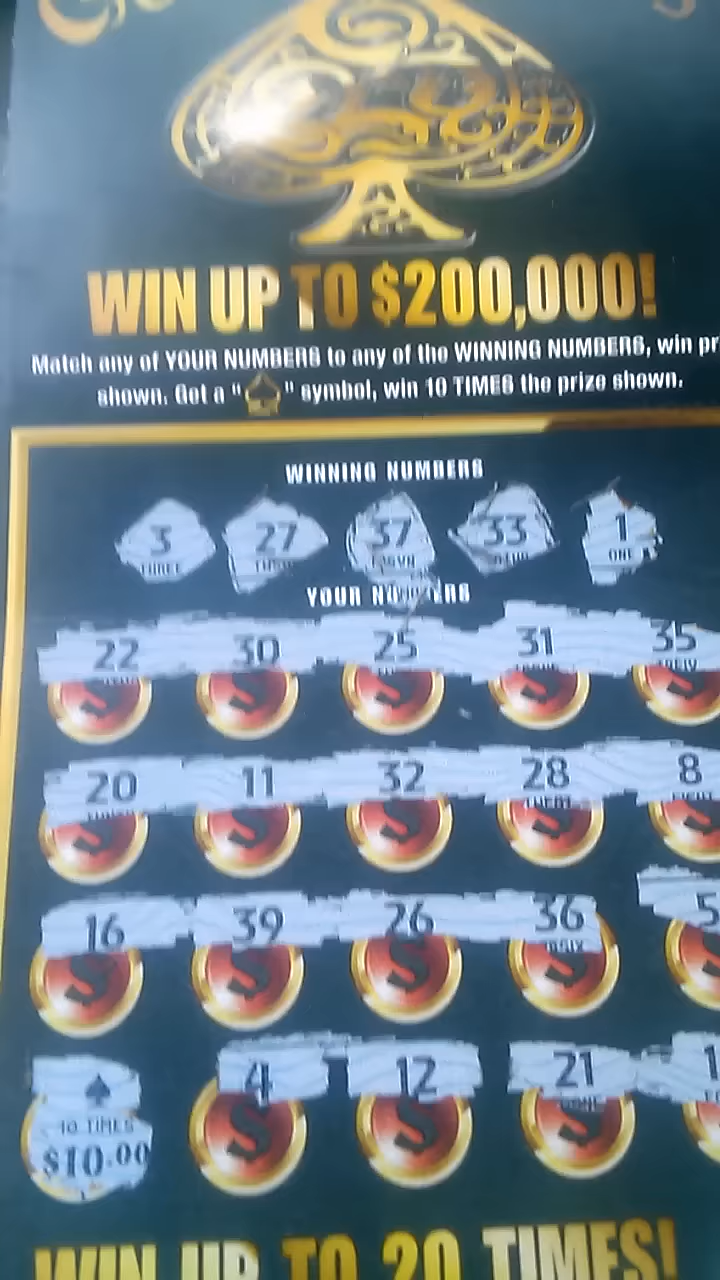 WIN UP TO $200,000!
Match any of YOUR NUMBERS to any of the WINNING NUMBERS, win
shown. Get a " " symbol, win 10 TIMES the prize shown.
WINNING NUMBERS
3 27 37 33 1
THREE ONE
YOUR NUMBERS
22 30 25 31 35
20 11 32 28 8
16 39 26 36 5
4 12 21
10 TIMES
$10.00
WIN UP TO 20 TIMES!